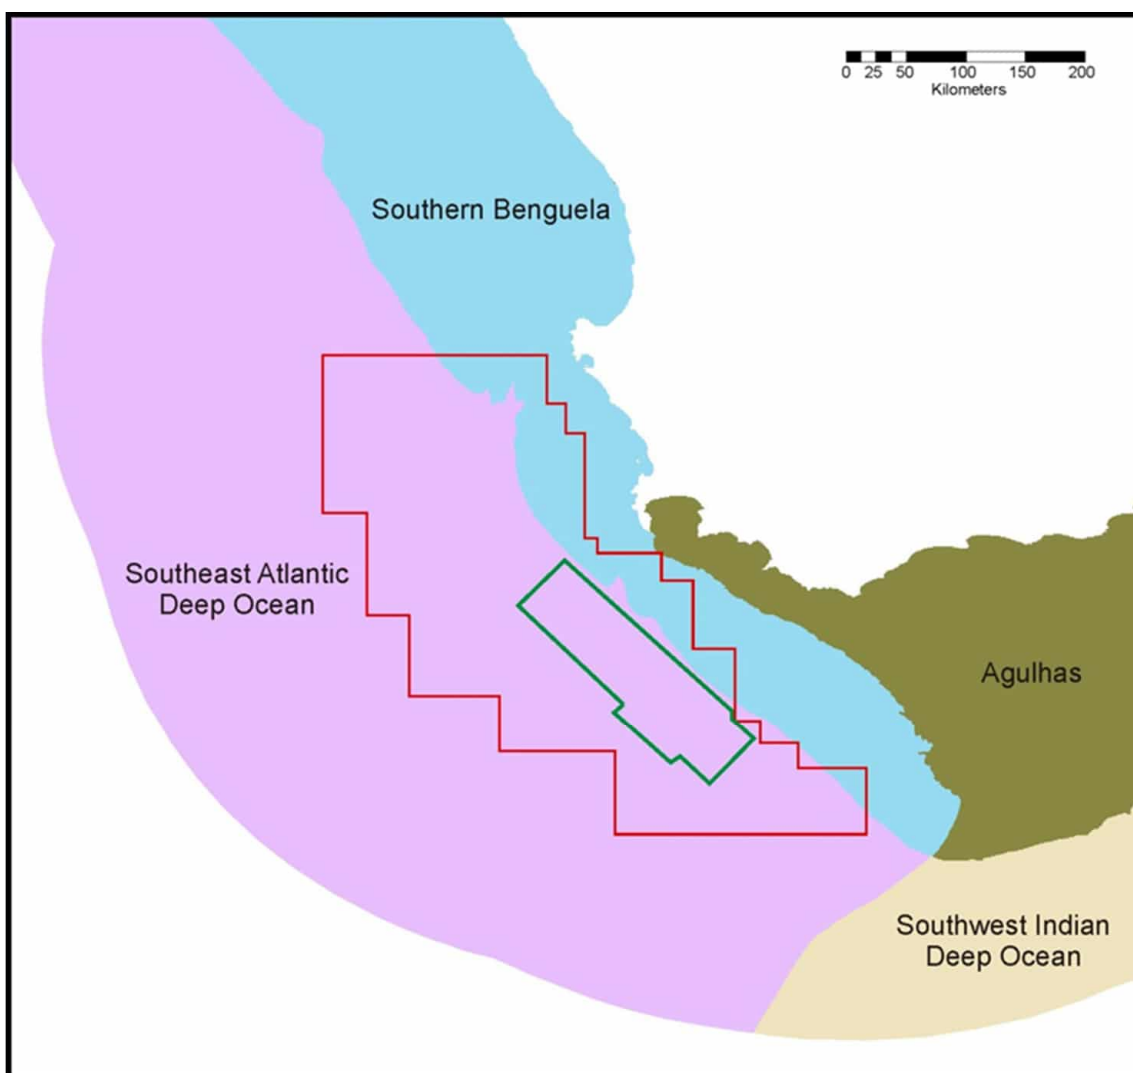 0 25 50 100 150 200
Kilometers
Southern Benguela
Southeast Atlantic
Deep Ocean
Agulhas
Southwest Indian
Deep Ocean